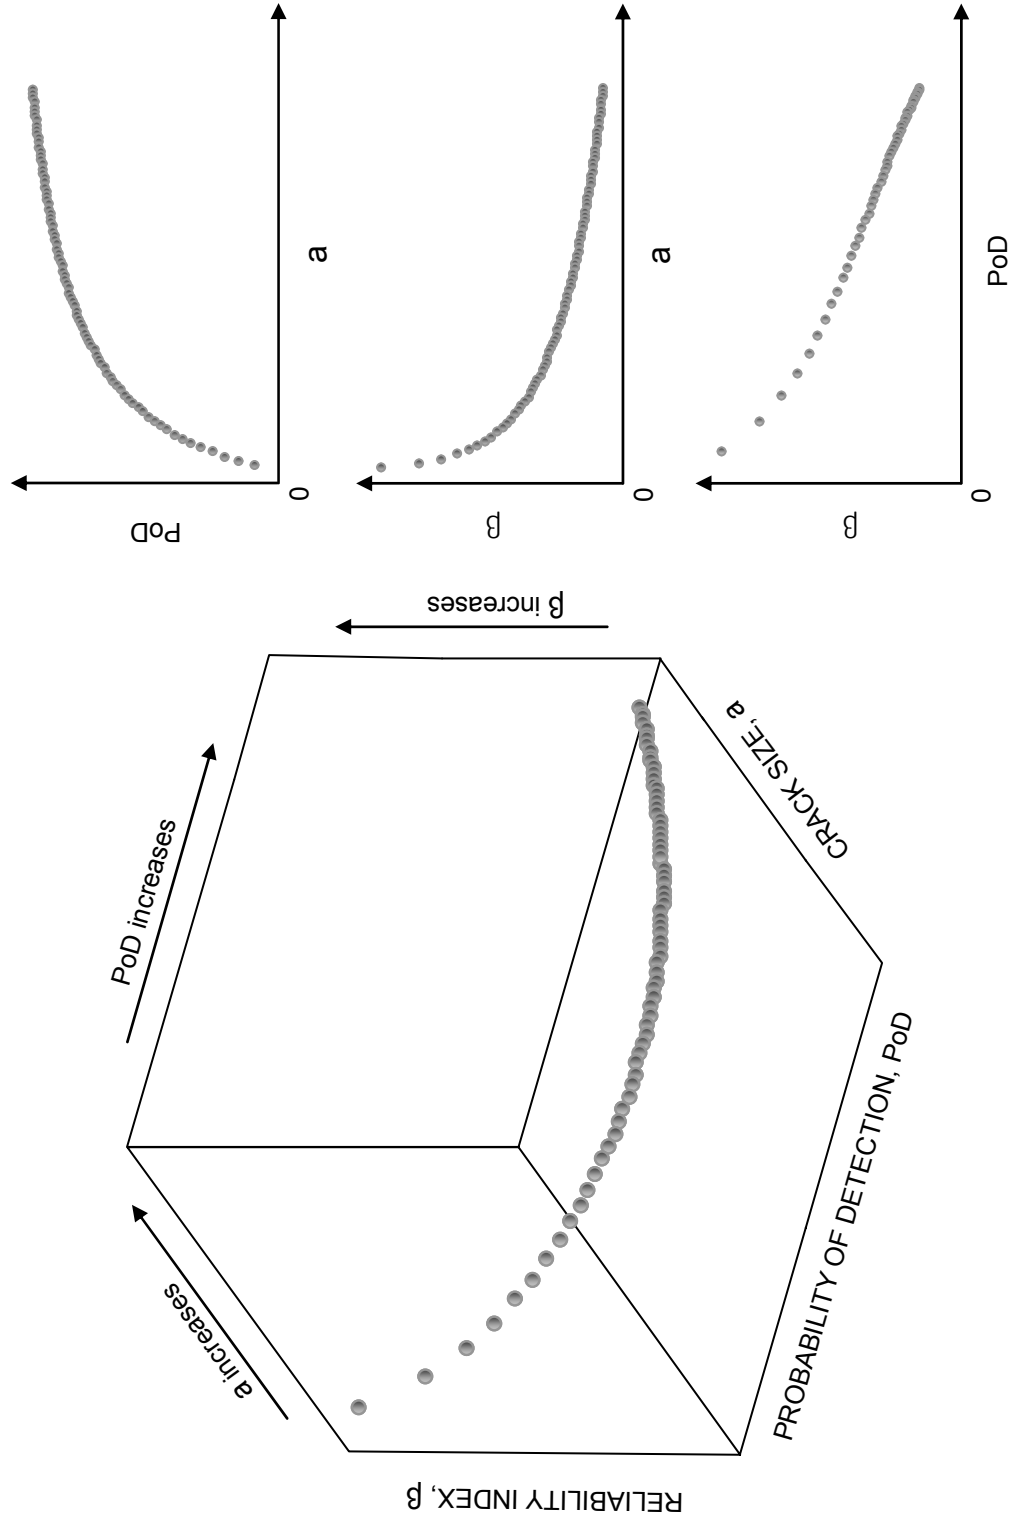 PoD
0
a
β
0
a
β
0
PoD
PoD increases
a increases
β increases
RELIABILITY INDEX, β
PROBABILITY OF DETECTION, PoD
CRACK SIZE, a